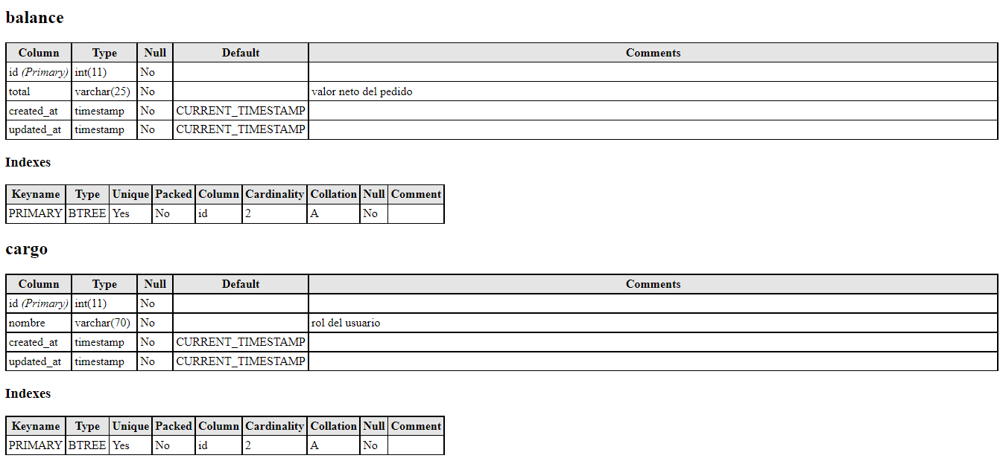 balance
Column Type Null Default Comments
id (Primary) int(11) No
total varchar(25) No valor neto del pedido
created_at timestamp No CURRENT_TIMESTAMP
updated_at timestamp No CURRENT_TIMESTAMP
Indexes
Keyname Type Unique Packed Column Cardinality Collation Null Comment
PRIMARY BTREE Yes No id 2 A No
cargo
Column Type Null Default Comments
id (Primary) int(11) No
nombre varchar(70) No rol del usuario
created_at timestamp No CURRENT_TIMESTAMP
updated_at timestamp No CURRENT_TIMESTAMP
Indexes
Keyname Type Unique Packed Column Cardinality Collation Null Comment
PRIMARY BTREE Yes No id 2 A No